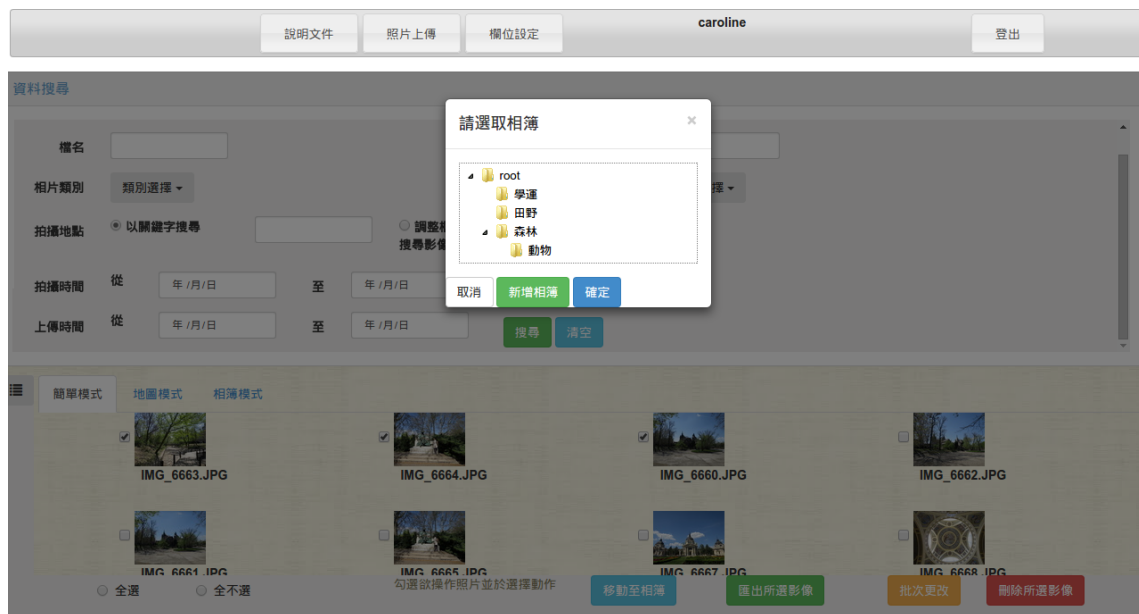 說明文件 照片上傳 欄位設定 caroline 登出
資料搜尋
請選取相簿 ×
檔名
root
相片類別 類別選擇 擇
學運
田野
拍攝地點 以關鍵字搜尋 調整
搜尋影
森林
動物
拍攝時間 從 年 /月/日 至 年 /月/日
取消 新增相簿 確定
上傳時間 從 年 /月/日 至 年 /月/日 搜尋 清空
簡單模式 地圖模式 相簿模式
IMG_6663.JPG IMG_6664.JPG IMG_6660.JPG IMG_6662.JPG
IMG_6661.JPG IMG_6665.JPG IMG_6667.JPG IMG_6668.JPG
全選 全不選 勾選欲操作照片並於選擇動作 移動至相簿 匯出所選影像 批次更改 刪除所選影像